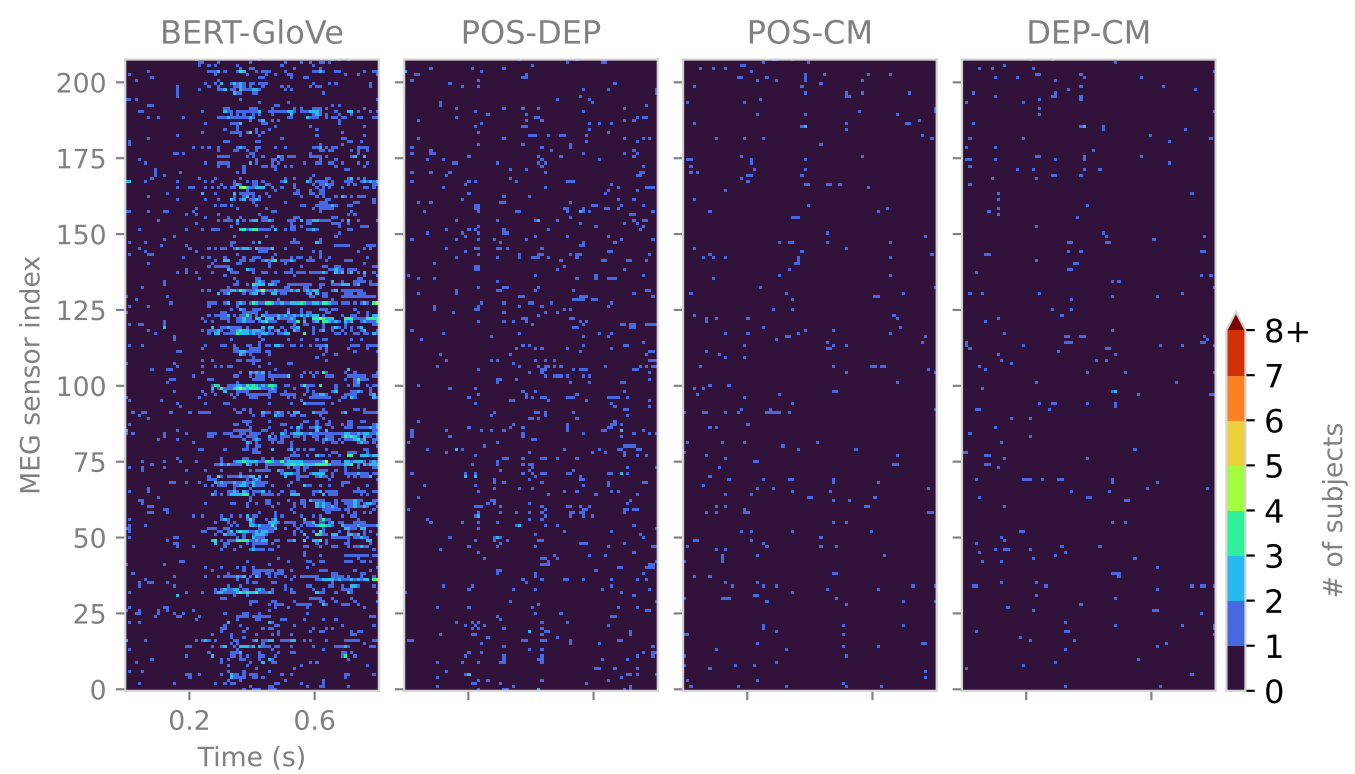 BERT-GloVe
POS-DEP
POS-CM
DEP-CM
MEG sensor index
200
175
150
125
100
75
50
25
0
0.2
0.6
Time (s)
8+
7
6
5
4
3
2
1
0
# of subjects